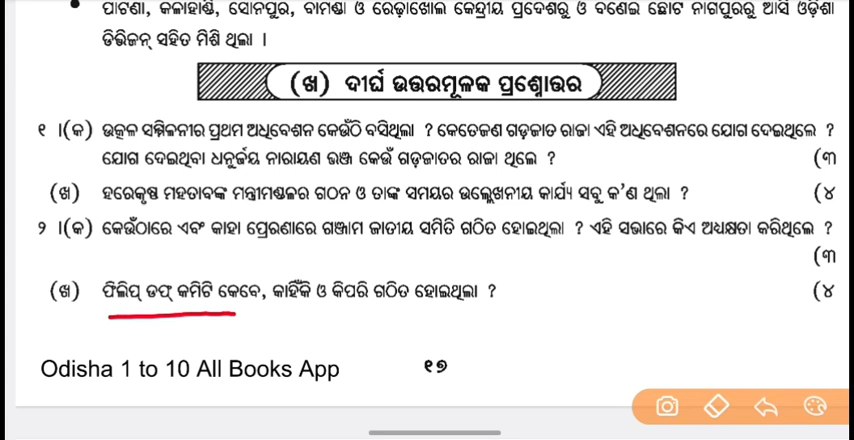 ପାଟଣା, କଳାହାଣ୍ଡି, ସୋନପୁର, ବାମଣ୍ଡା ଓ ରେଢ଼ାଖୋଲ କେନ୍ଦ୍ରୀୟ ପ୍ରଦେଶରୁ ଓ ବଣେଇ ଛୋଟ ନାଗପୁରରୁ ଆସି ଓଡ଼ିଶା
ଡିଭିଜନ୍ ସହିତ ମିଶି ଥିଲା ।
(ଖ) ଦୀର୍ଘ ଉତ୍ତରମୂଳକ ପ୍ରଶ୍ନୋତ୍ତର
୧ ।(କ) ଉତ୍କଳ ସମ୍ମିଳନୀର ପ୍ରଥମ ଅଧିବେଶନ କେଉଁଠି ବସିଥିଲା ? କେତେଜଣ ଗଡ଼ଜାତ ରାଜା ଏହି ଅଧିବେଶନରେ ଯୋଗ ଦେଇଥିଲେ ?
ଯୋଗ ଦେଇଥିବା ଧନୁର୍ଜୟ ନାରାୟଣ ଭଞ୍ଜ କେଉଁ ଗଡ଼ଜାତର ରାଜା ଥିଲେ ? (୩
(ଖ) ହରେକୃଷ୍ଣ ମହତାବଙ୍କ ମନ୍ତ୍ରୀମଣ୍ଡଳର ଗଠନ ଓ ତାଙ୍କ ସମୟର ଉଲ୍ଲେଖନୀୟ କାର୍ଯ୍ୟ ସବୁ କ'ଣ ଥିଲା ? (୪
୨ ।(କ) କେଉଁଠାରେ ଏବଂ କାହା ପ୍ରେରଣାରେ ଗଞ୍ଜାମ ଜାତୀୟ ସମିତି ଗଠିତ ହୋଇଥିଲା ? ଏହି ସଭାରେ କିଏ ଅଧ୍ୟକ୍ଷତା କରିଥିଲେ ?
(୩
(ଖ) ଫିଲିପ୍ ଡଫ୍ କମିଟି କେବେ, କାହିଁକି ଓ କିପରି ଗଠିତ ହୋଇଥିଲା ? (୪
Odisha 1 to 10 All Books App ୧୭